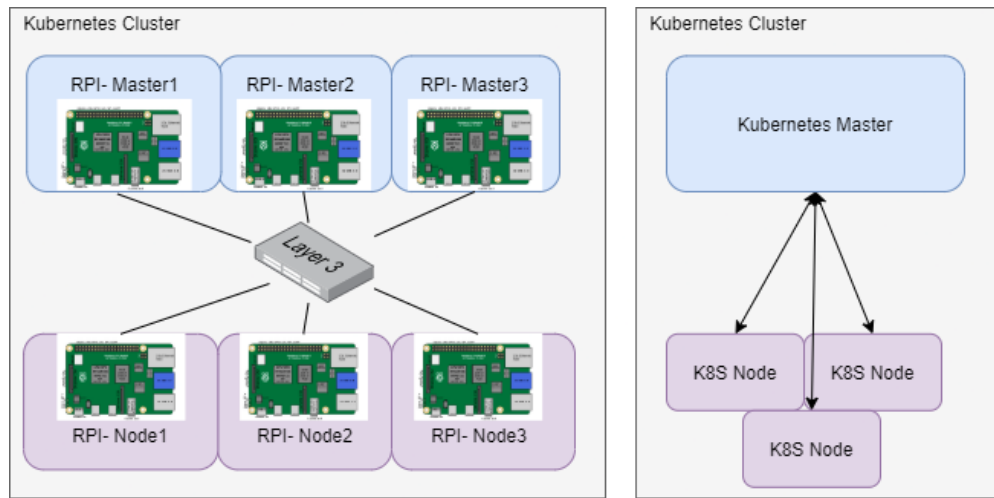 Kubernetes Cluster
RPI- Master1
RPI- Master2
RPI- Master3
Layer 3
RPI- Node1
RPI- Node2
RPI- Node3
Kubernetes Cluster
Kubernetes Master
K8S Node
K8S Node
K8S Node